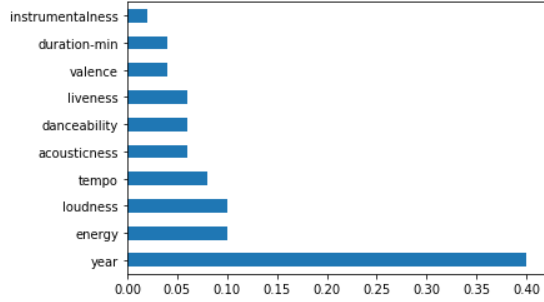 instrumentalness
duration-min
valence
liveness
danceability
acousticness
tempo
loudness
energy
year
0.00 0.05 0.10 0.15 0.20 0.25 0.30 0.35 0.40